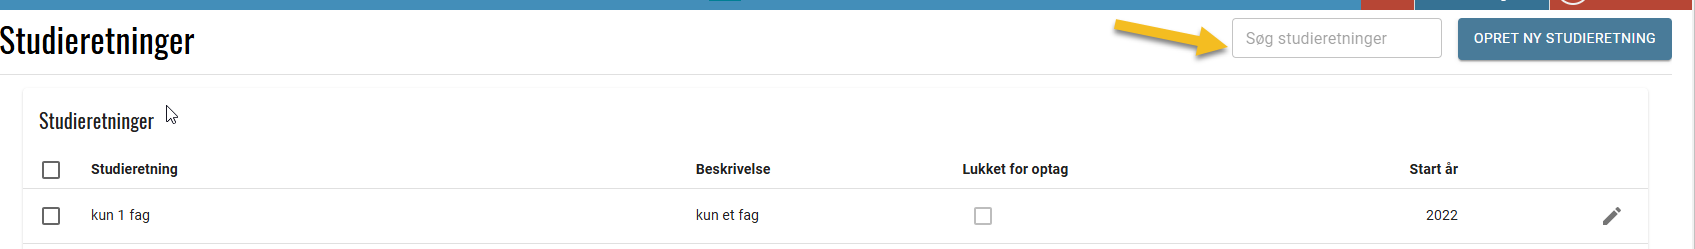 Studieretninger
Søg studieretninger
OPRET NY STUDIERETNING
Studieretninger
Studieretning Beskrivelse Lukket for optag Start år
kun 1 fag kun et fag 2022